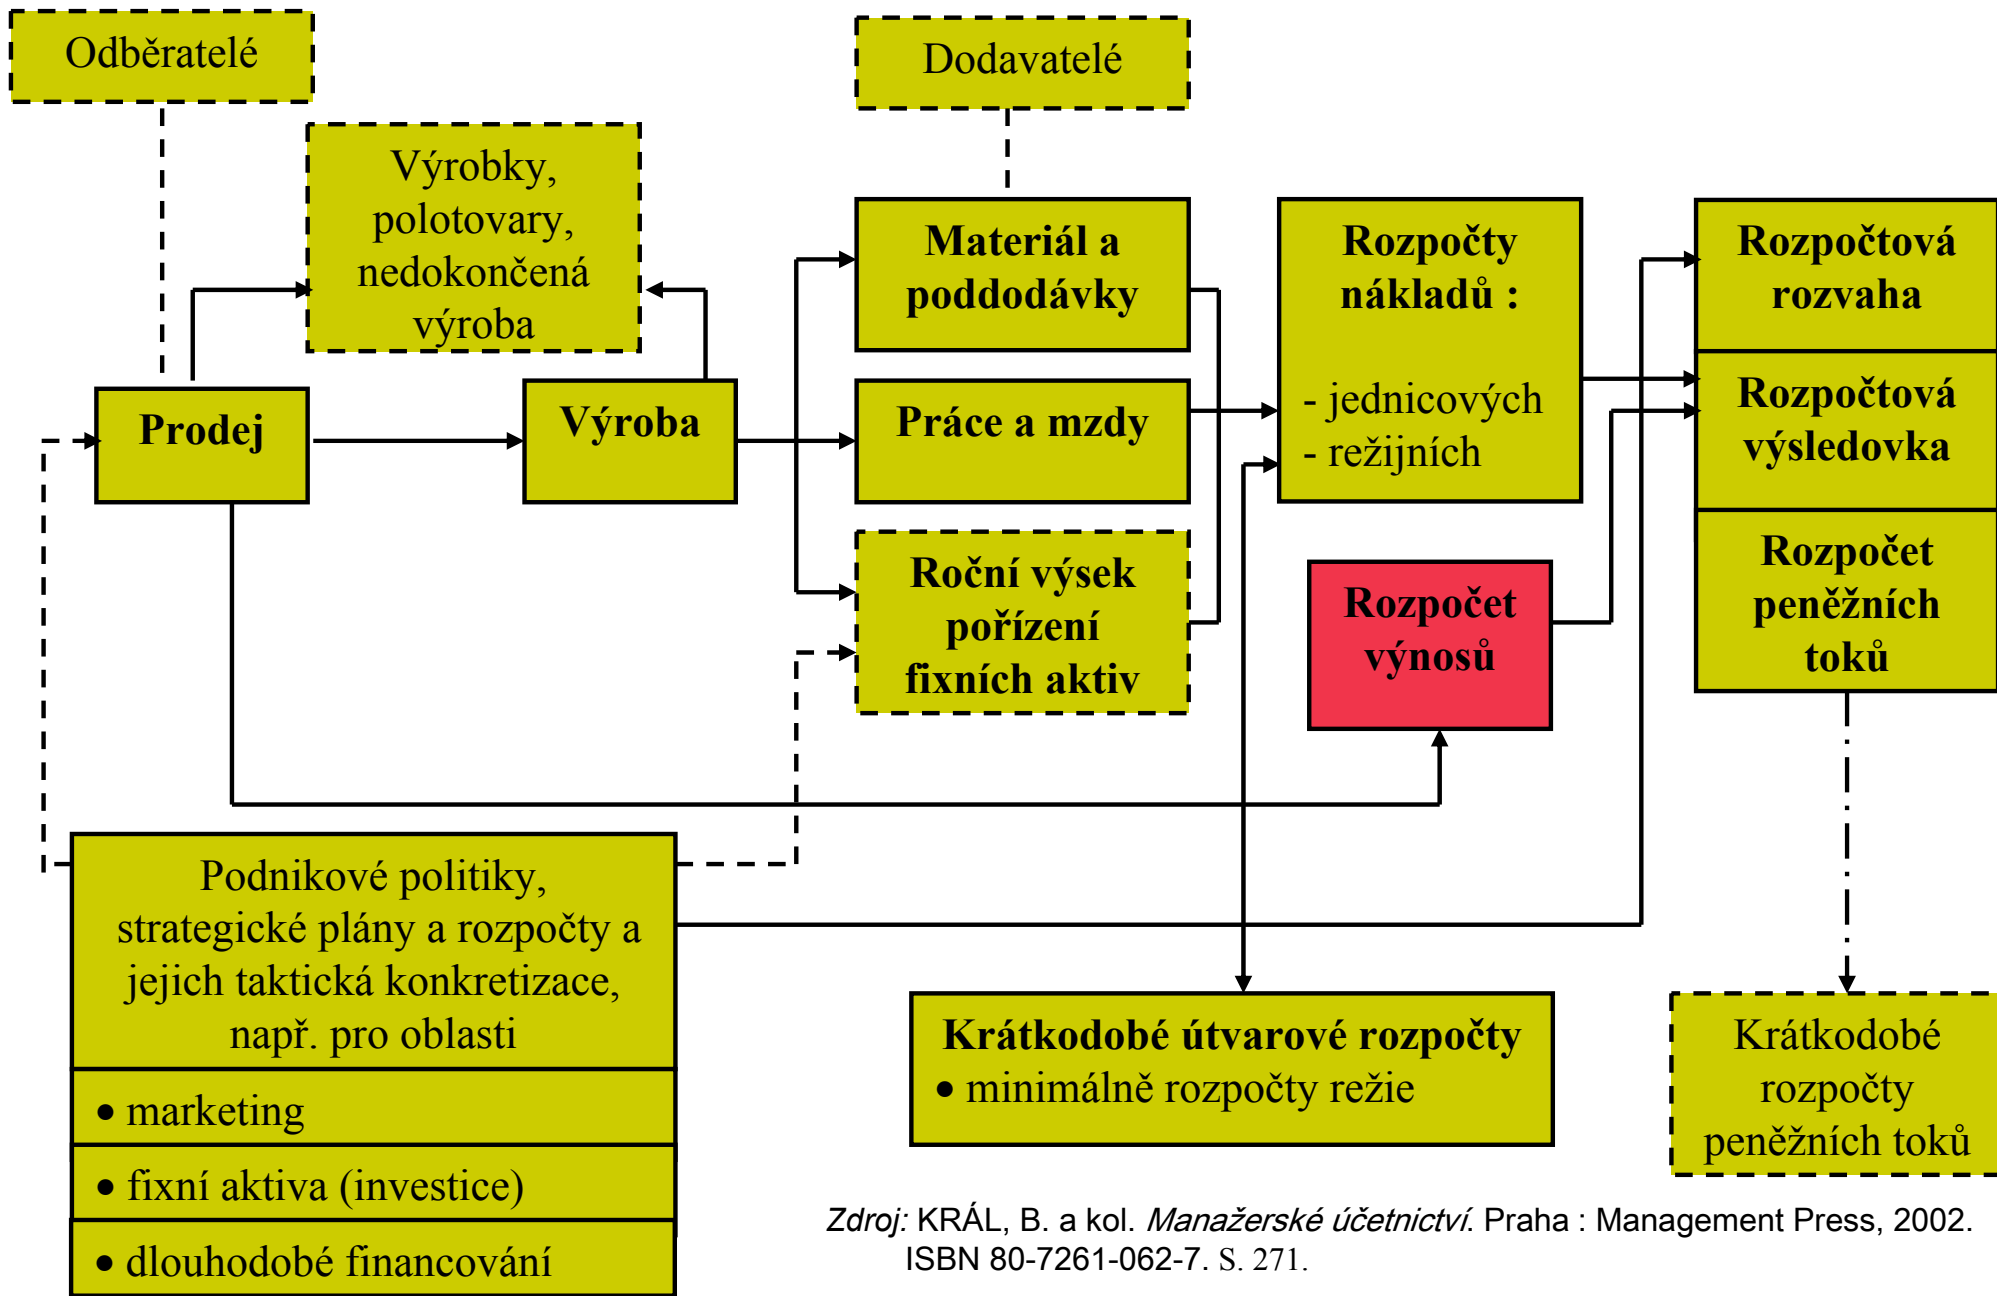 Odběratelé
Dodavatelé
Výrobky,
polotovary,
nedokončená
výroba
Materiál a
poddodávky
Rozpočty
nákladů :
- jednicových
- režijních
Rozpočtová
rozvaha
Prodej
Výroba
Práce a mzdy
Rozpočtová
výsledovka
Roční výsek
pořízení
fixních aktiv
Rozpočet
výnosů
Rozpočet
peněžních
toků
Podnikové politiky,
strategické plány a rozpočty a
jejich taktická konkretizace,
např. pro oblasti
• marketing
• fixní aktiva (investice)
• dlouhodobé financování
Krátkodobé útvarové rozpočty
• minimálně rozpočty režie
Krátkodobé
rozpočty
peněžních toků
Zdroj: KRÁL, B. a kol. Manažerské účetnictví. Praha : Management Press, 2002.
ISBN 80-7261-062-7. S. 271.